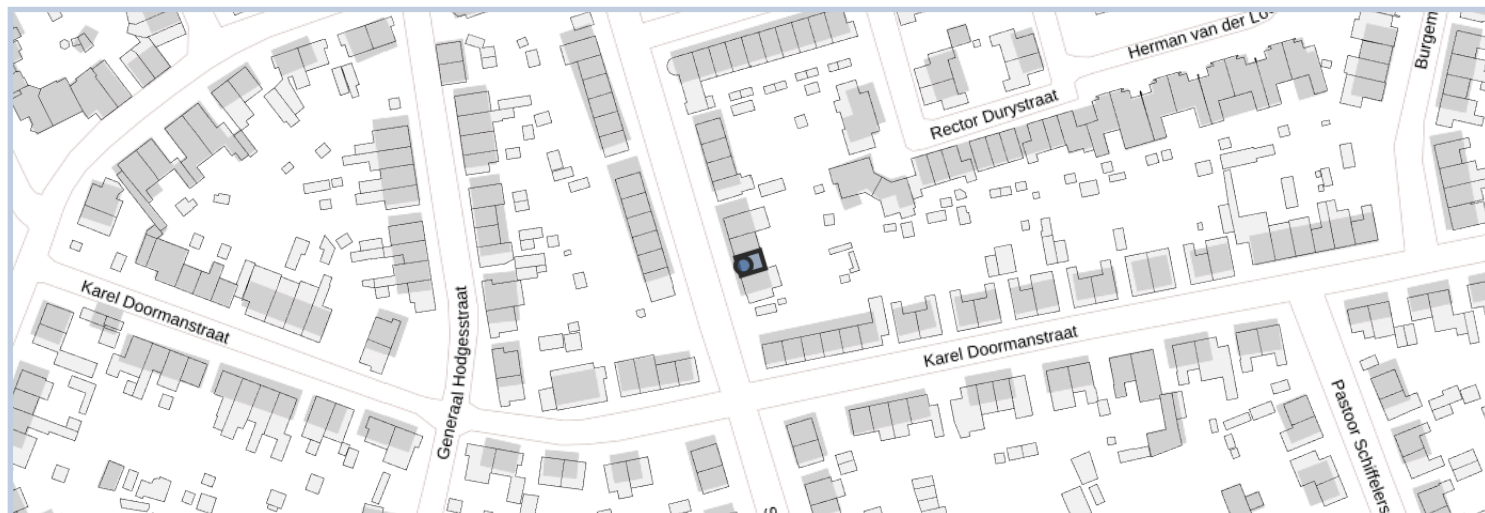 Herman van der Lo
Burgem
Rector Durystraat
Karel Doormanstraat
Generaal Hodgesstraat
Karel Doormanstraat
Pastoor Schiffelers